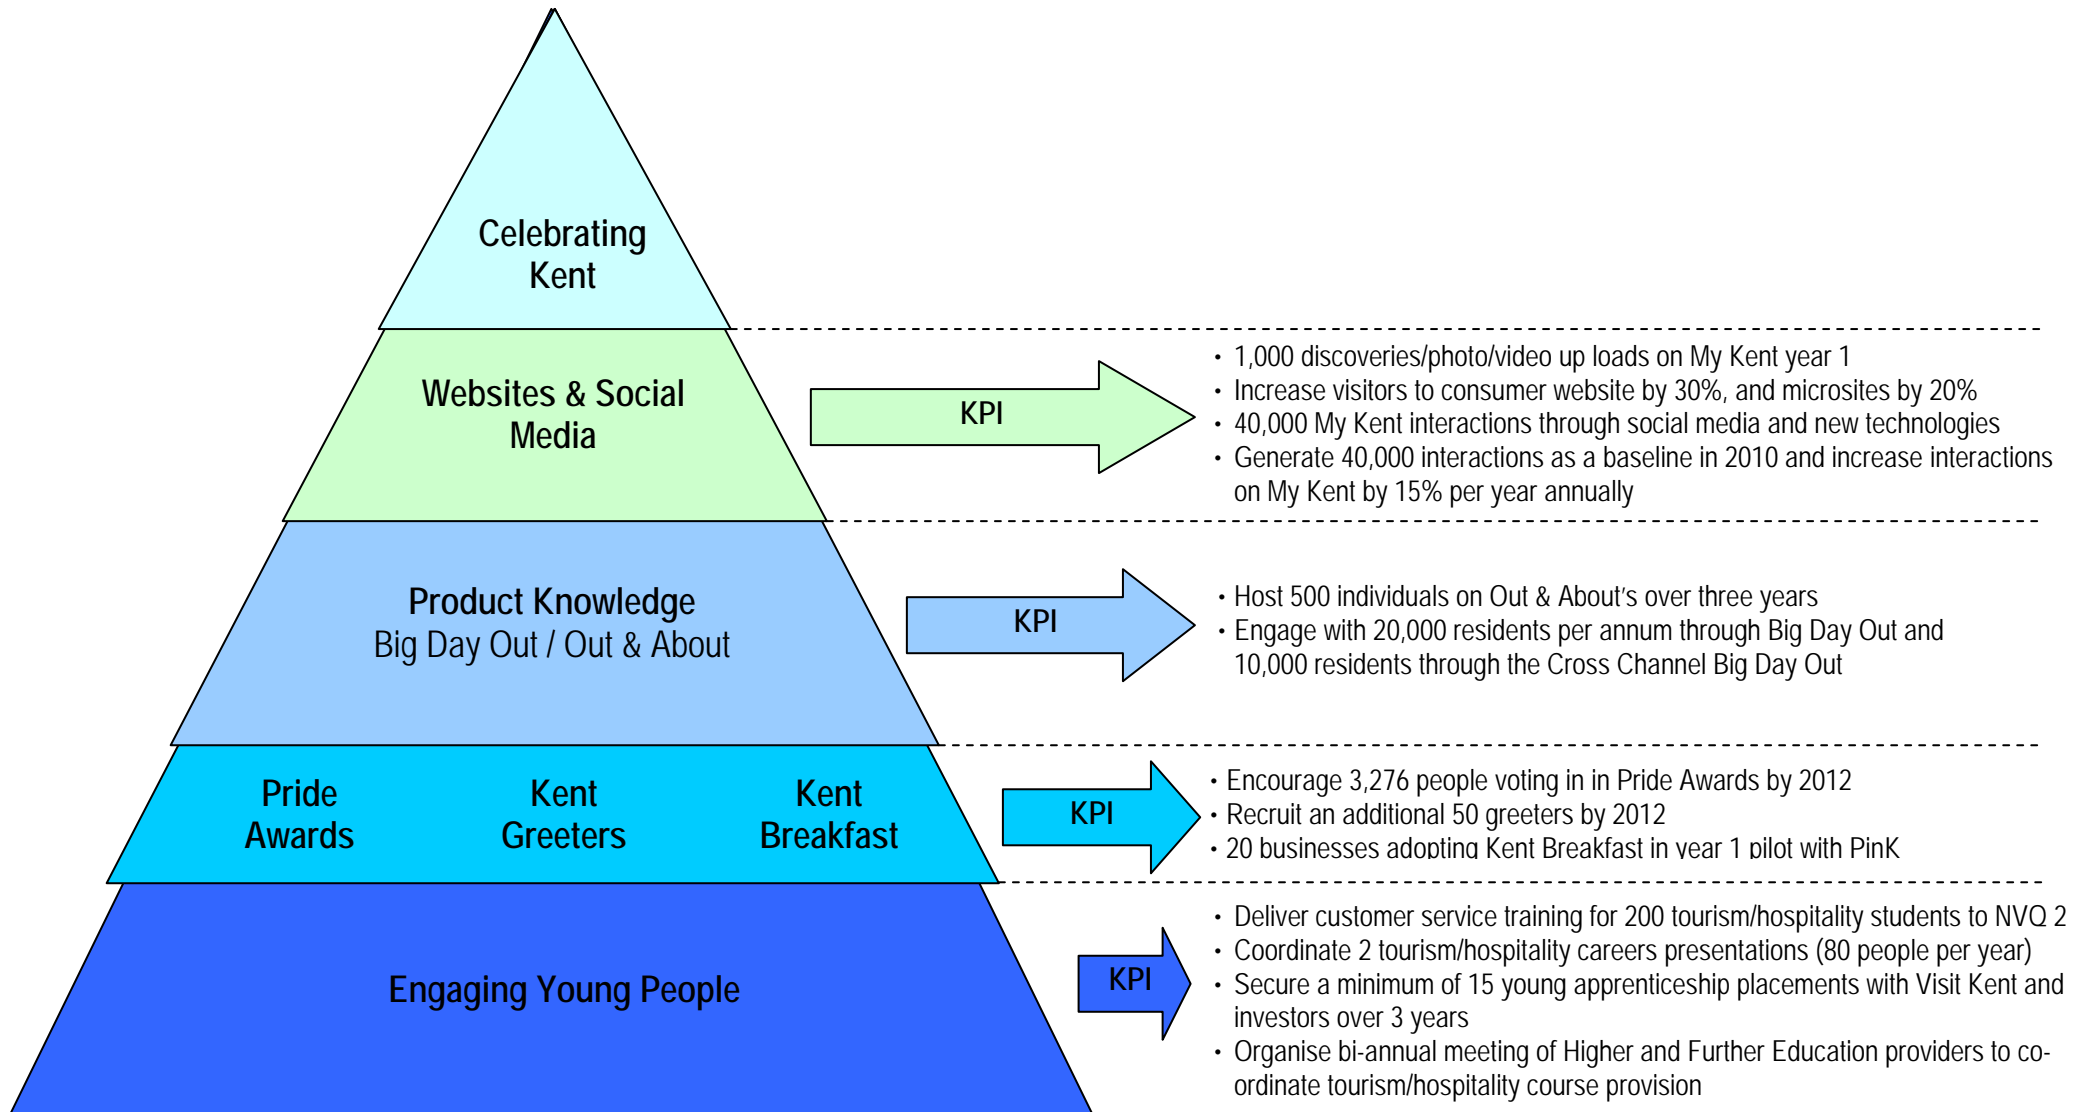 Celebrating
Kent
Websites & Social
Media
KPI
• 1,000 discoveries/photo/video up loads on My Kent year 1
• Increase visitors to consumer website by 30%, and microsites by 20%
• 40,000 My Kent interactions through social media and new technologies
• Generate 40,000 interactions as a baseline in 2010 and increase interactions
on My Kent by 15% per year annually
Product Knowledge
Big Day Out / Out & About
KPI
• Host 500 individuals on Out & About’s over three years
• Engage with 20,000 residents per annum through Big Day Out and
10,000 residents through the Cross Channel Big Day Out
Pride
Awards
Kent
Greeters
Kent
Breakfast
KPI
• Encourage 3,276 people voting in in Pride Awards by 2012
• Recruit an additional 50 greeters by 2012
• 20 businesses adopting Kent Breakfast in year 1 pilot with PinK
Engaging Young People
KPI
• Deliver customer service training for 200 tourism/hospitality students to NVQ 2
• Coordinate 2 tourism/hospitality careers presentations (80 people per year)
• Secure a minimum of 15 young apprenticeship placements with Visit Kent and
investors over 3 years
• Organise bi-annual meeting of Higher and Further Education providers to co-
ordinate tourism/hospitality course provision